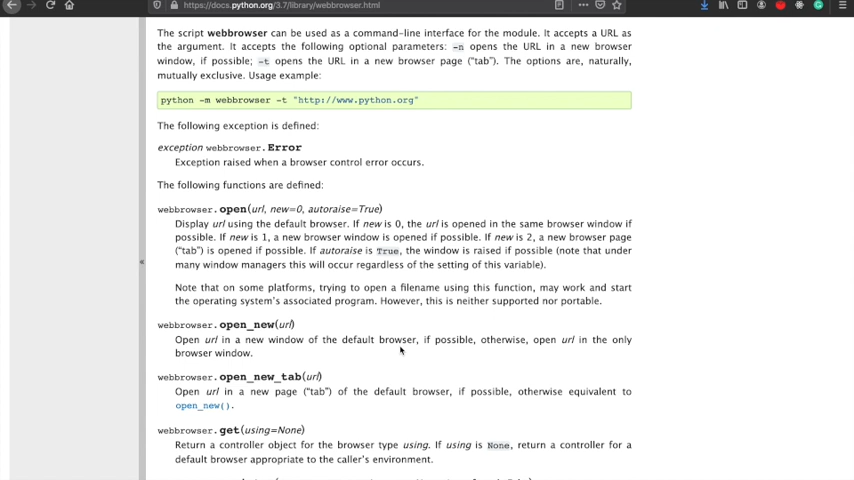 https://docs.python.org/3.7/library/webbrowser.html
The script webbrowser can be used as a command-line interface for the module. It accepts a URL as
the argument. It accepts the following optional parameters: -n opens the URL in a new browser
window, if possible; -t opens the URL in a new browser page ("tab"). The options are, naturally,
mutually exclusive. Usage example:
python -m webbrowser -t "http://www.python.org"
The following exception is defined:
exception webbrowser.Error
Exception raised when a browser control error occurs.
The following functions are defined:
webbrowser.open(url, new=0, autoraise=True)
Display url using the default browser. If new is 0, the url is opened in the same browser window if
possible. If new is 1, a new browser window is opened if possible. If new is 2, a new browser page
("tab") is opened if possible. If autoraise is True, the window is raised if possible (note that under
many window managers this will occur regardless of the setting of this variable).
Note that on some platforms, trying to open a filename using this function, may work and start
the operating system's associated program. However, this is neither supported nor portable.
webbrowser.open_new(url)
Open url in a new window of the default browser, if possible, otherwise, open url in the only
browser window.
webbrowser.open_new_tab(url)
Open url in a new page ("tab") of the default browser, if possible, otherwise equivalent to
open_new().
webbrowser.get(using=None)
Return a controller object for the browser type using. If using is None, return a controller for a
default browser appropriate to the caller's environment.